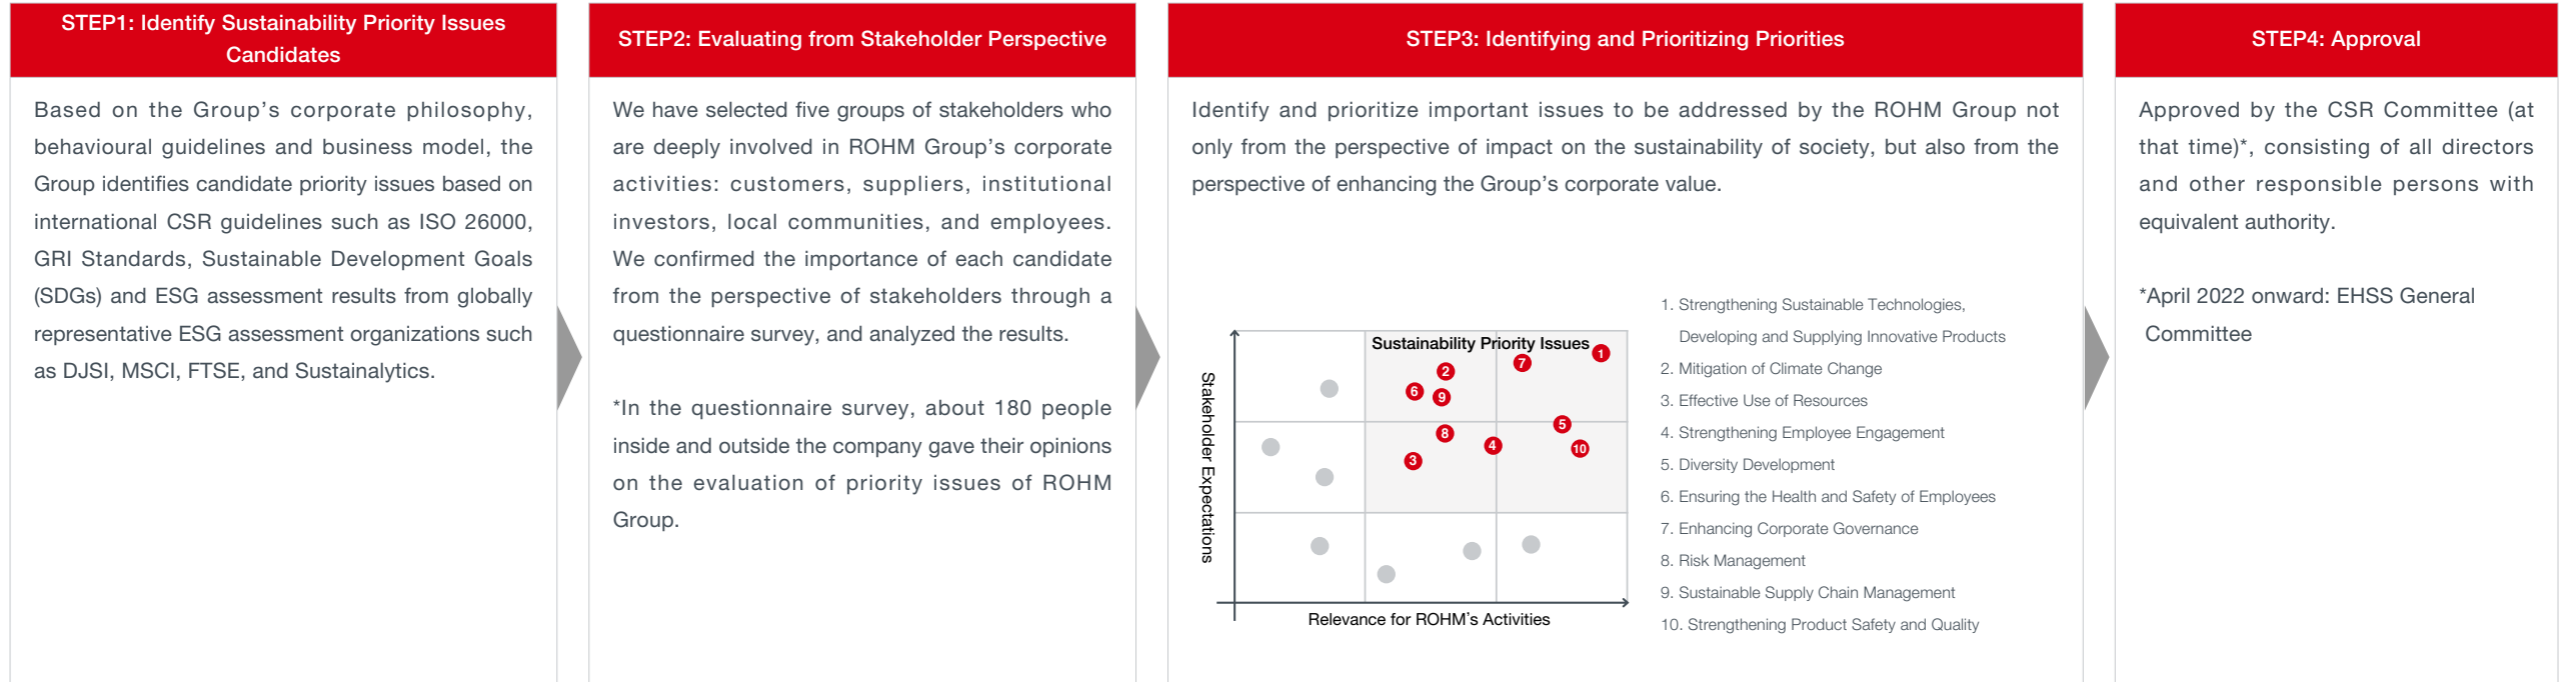 STEP1: Identify Sustainability Priority Issues
Candidates
Based on the Group's corporate philosophy,
behavioural guidelines and business model, the
Group identifies candidate priority issues based on
international CSR guidelines such as ISO 26000,
GRI Standards, Sustainable Development Goals
(SDGs) and ESG assessment results from globally
representative ESG assessment organizations such
as DJSI, MSCI, FTSE, and Sustainalytics.
STEP2: Evaluating from Stakeholder Perspective
We have selected five groups of stakeholders who
are deeply involved in ROHM Group's corporate
activities: customers, suppliers, institutional
investors, local communities, and employees.
We confirmed the importance of each candidate
from the perspective of stakeholders through a
questionnaire survey, and analyzed the results.
*In the questionnaire survey, about 180 people
inside and outside the company gave their opinions
on the evaluation of priority issues of ROHM
Group.
STEP3: Identifying and Prioritizing Priorities
Identify and prioritize important issues to be addressed by the ROHM Group not
only from the perspective of impact on the sustainability of society, but also from the
perspective of enhancing the Group's corporate value.
Stakeholder Expectations
Sustainability Priority Issues
1
7
2
6
9
5
8
4
10
3
Relevance for ROHM's Activities
1. Strengthening Sustainable Technologies,
Developing and Supplying Innovative Products
2. Mitigation of Climate Change
3. Effective Use of Resources
4. Strengthening Employee Engagement
5. Diversity Development
6. Ensuring the Health and Safety of Employees
7. Enhancing Corporate Governance
8. Risk Management
9. Sustainable Supply Chain Management
10. Strengthening Product Safety and Quality
STEP4: Approval
Approved by the CSR Committee (at
that time)*, consisting of all directors
and other responsible persons with
equivalent authority.
*April 2022 onward: EHSS General
Committee